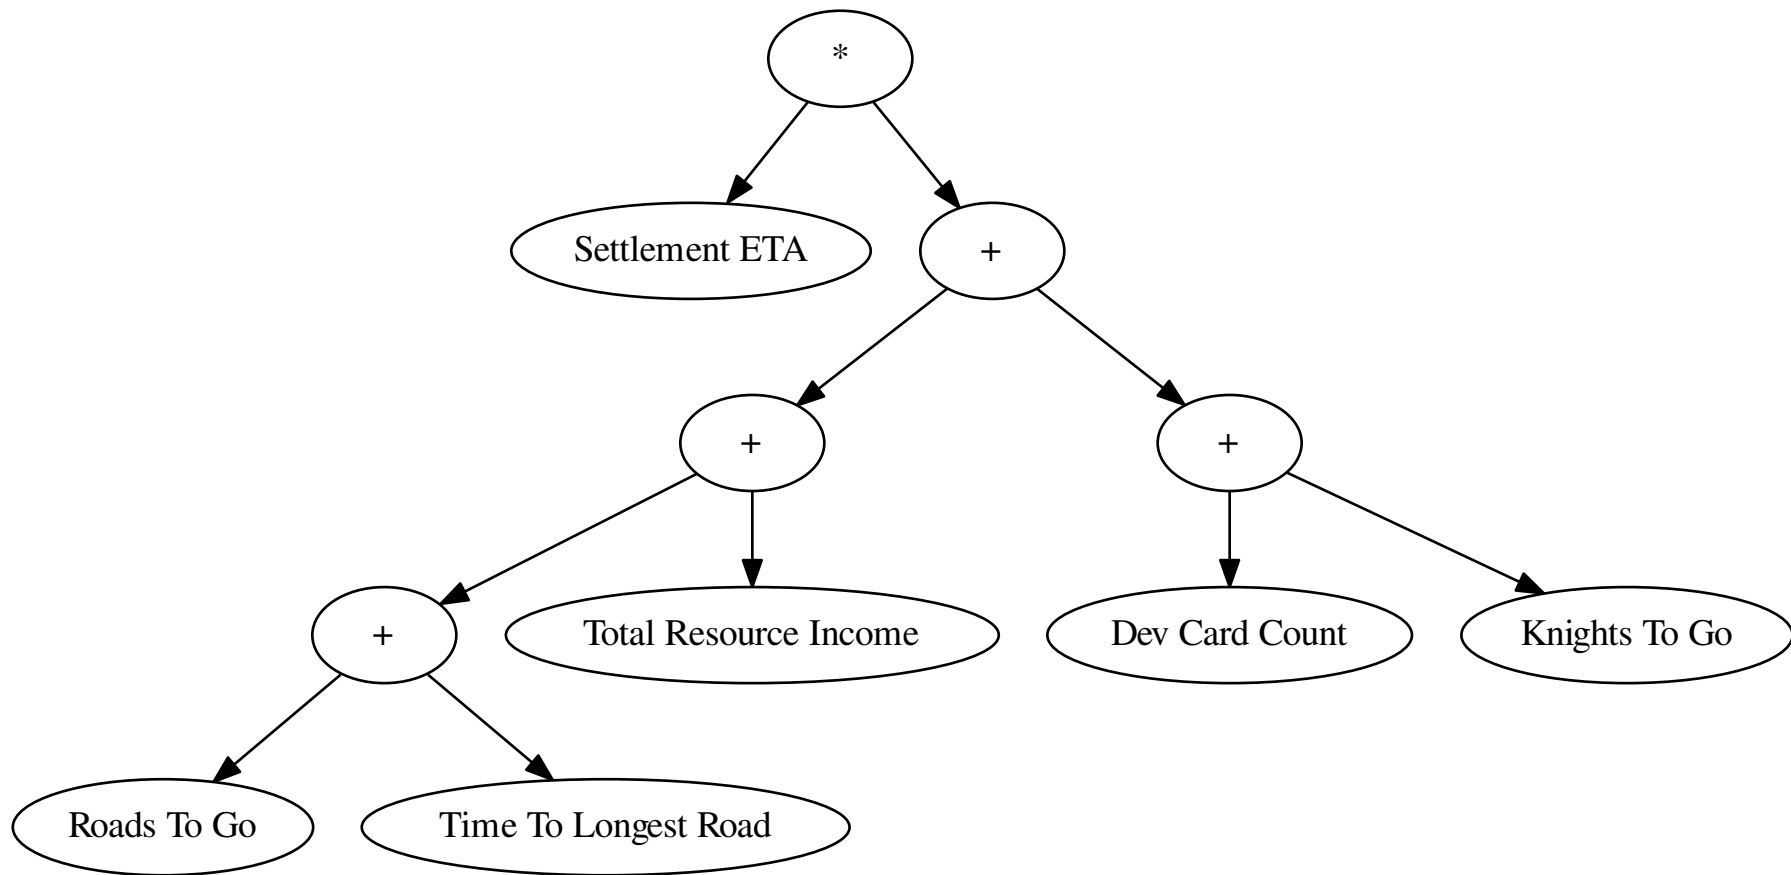 *
Settlement ETA
+
+
+
+
Total Resource Income
Dev Card Count
Knights To Go
Roads To Go
Time To Longest Road